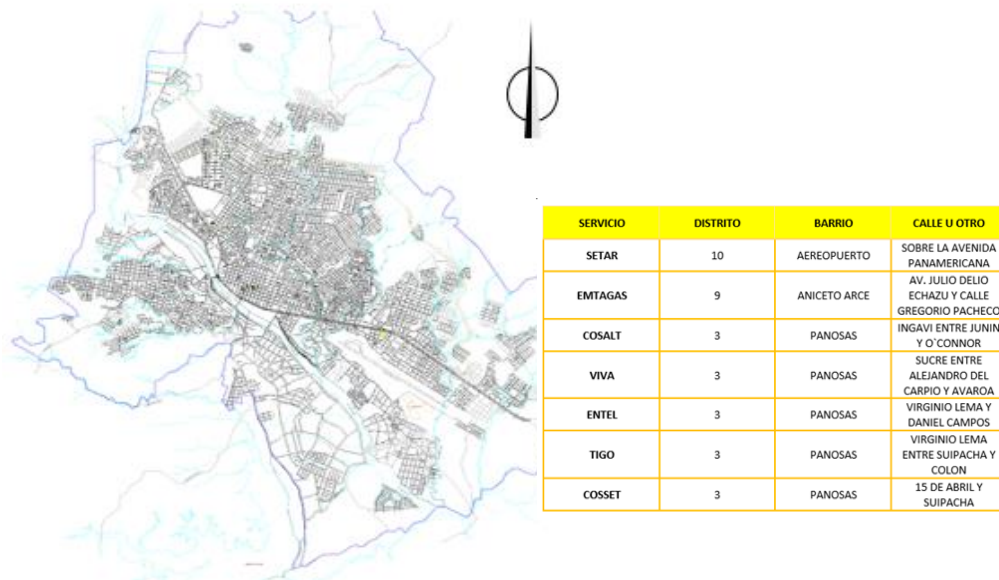 SERVICIO DISTRITO BARRIO CALLE U OTRO
SETAR 10 AEREOPUERTO SOBRE LA AVENIDA
PANAMERICANA
EMTAGAS 9 ANICETO ARCE AV. JULIO DELIO
ECHAZU Y CALLE
GREGORIO PACHECO
COSALT 3 PANOSAS INGAVI ENTRE JUNIN
Y O`CONNOR
VIVA 3 PANOSAS SUCRE ENTRE
ALEJANDRO DEL
CARPIO Y AVAROA
ENTEL 3 PANOSAS VIRGINIO LEMA Y
DANIEL CAMPOS
TIGO 3 PANOSAS VIRGINIO LEMA
ENTRE SUIPACHA Y
COLON
COSSET 3 PANOSAS 15 DE ABRIL Y
SUIPACHA